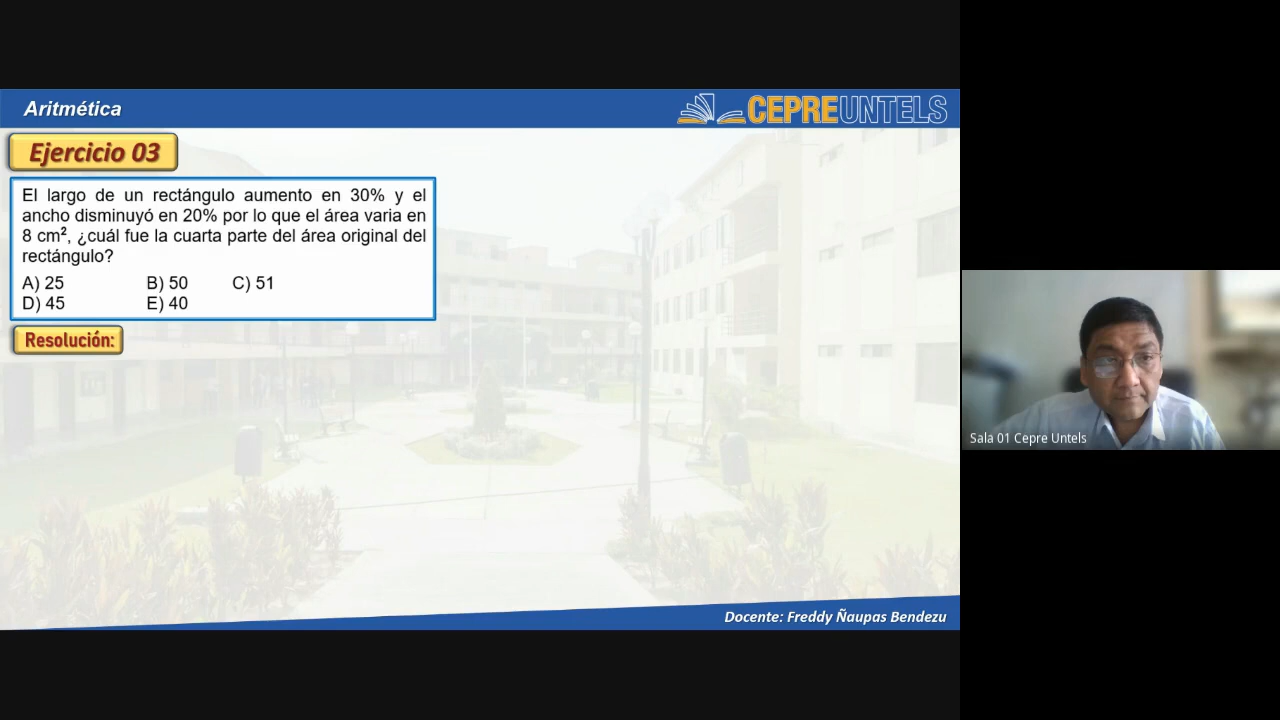 Aritmética
CEPREUNTELS
Ejercicio 03
El largo de un rectángulo aumento en 30% y el
ancho disminuyó en 20% por lo que el área varia en
8 cm², ¿cuál fue la cuarta parte del área original del
rectángulo?
A) 25 B) 50 C) 51
D) 45 E) 40
Resolución:
Sala 01 Cepre Untels
Docente: Freddy Ñaupas Bendezu